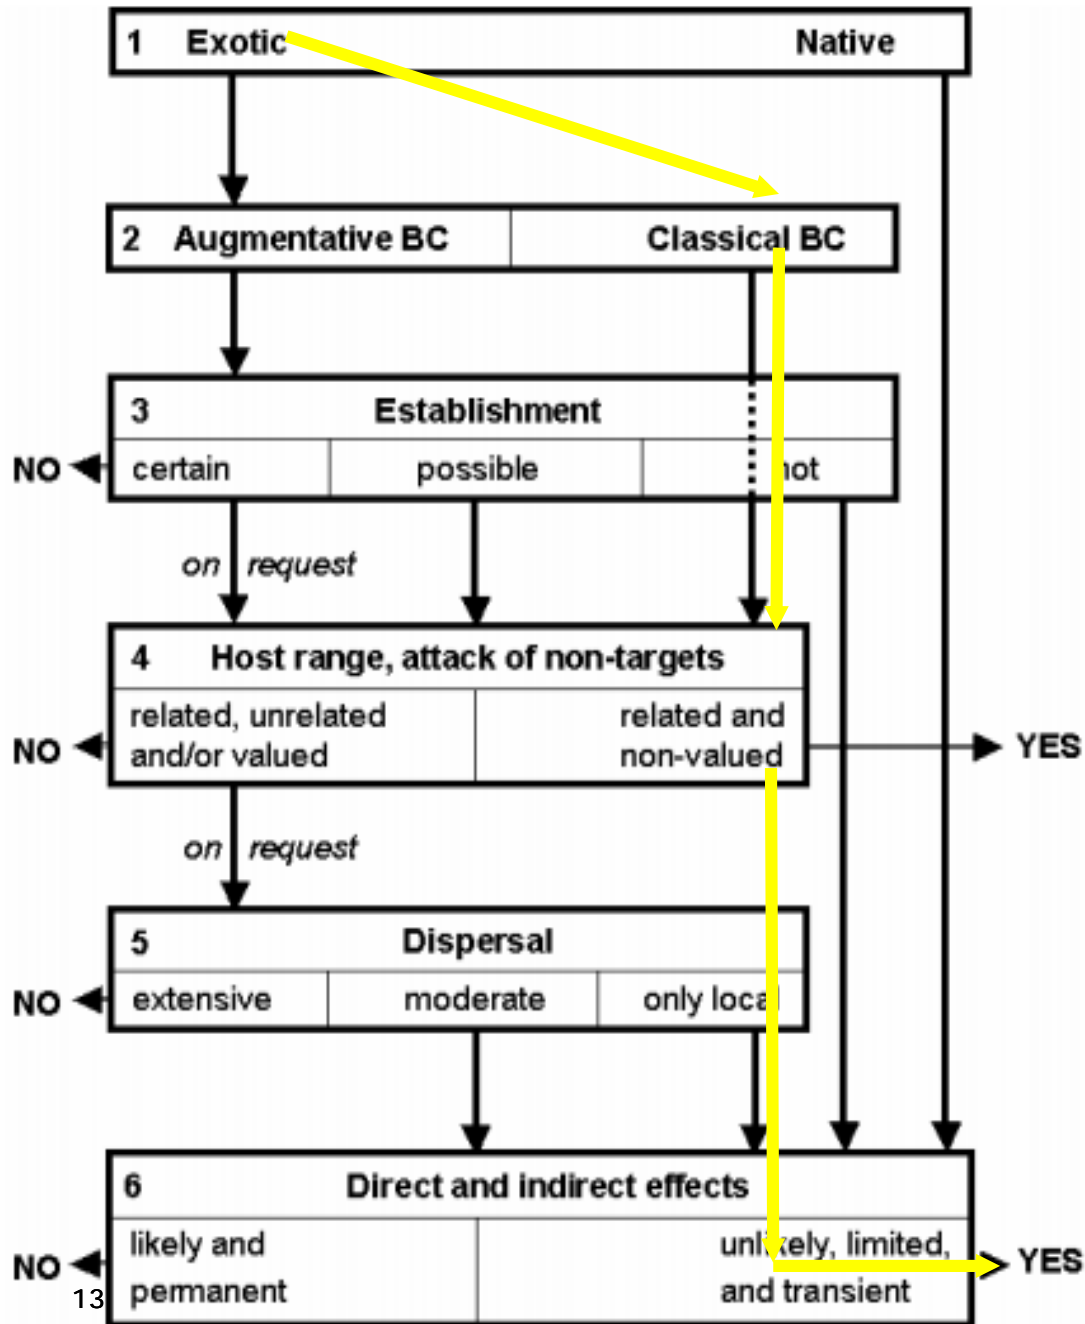 1 Exotic Native
2 Augmentative BC Classical BC
3 Establishment
NO certain possible not
on request
4 Host range, attack of non-targets
related, unrelated related and
NO and/or valued non-valued YES
on request
5 Dispersal
NO extensive moderate only local
6 Direct and indirect effects
likely and unlikely, limited,
NO permanent and transient YES
13